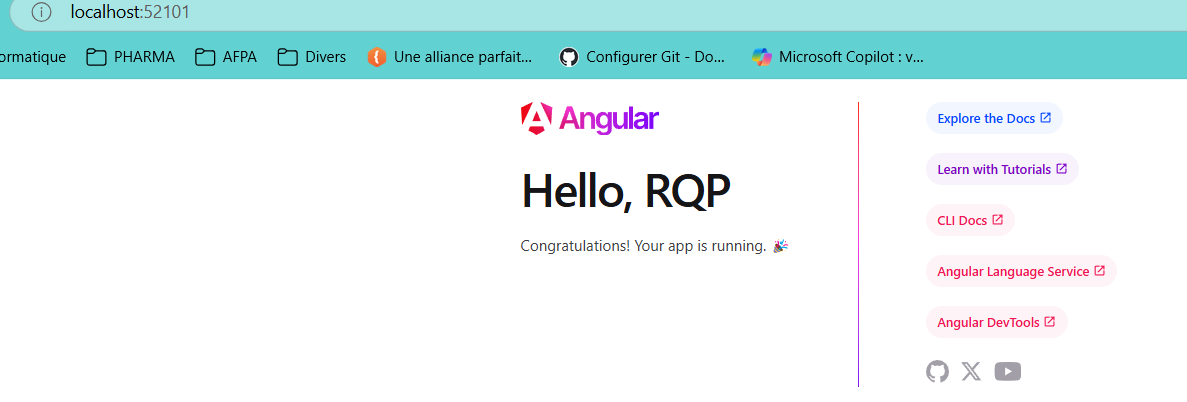 localhost:52101
ormatique PHARMA AFPA Divers Une alliance parfait... Configurer Git - Do... Microsoft Copilot : v...
Angular
Hello, RQP
Congratulations! Your app is running. 🎉
Explore the Docs
Learn with Tutorials
CLI Docs
Angular Language Service
Angular DevTools